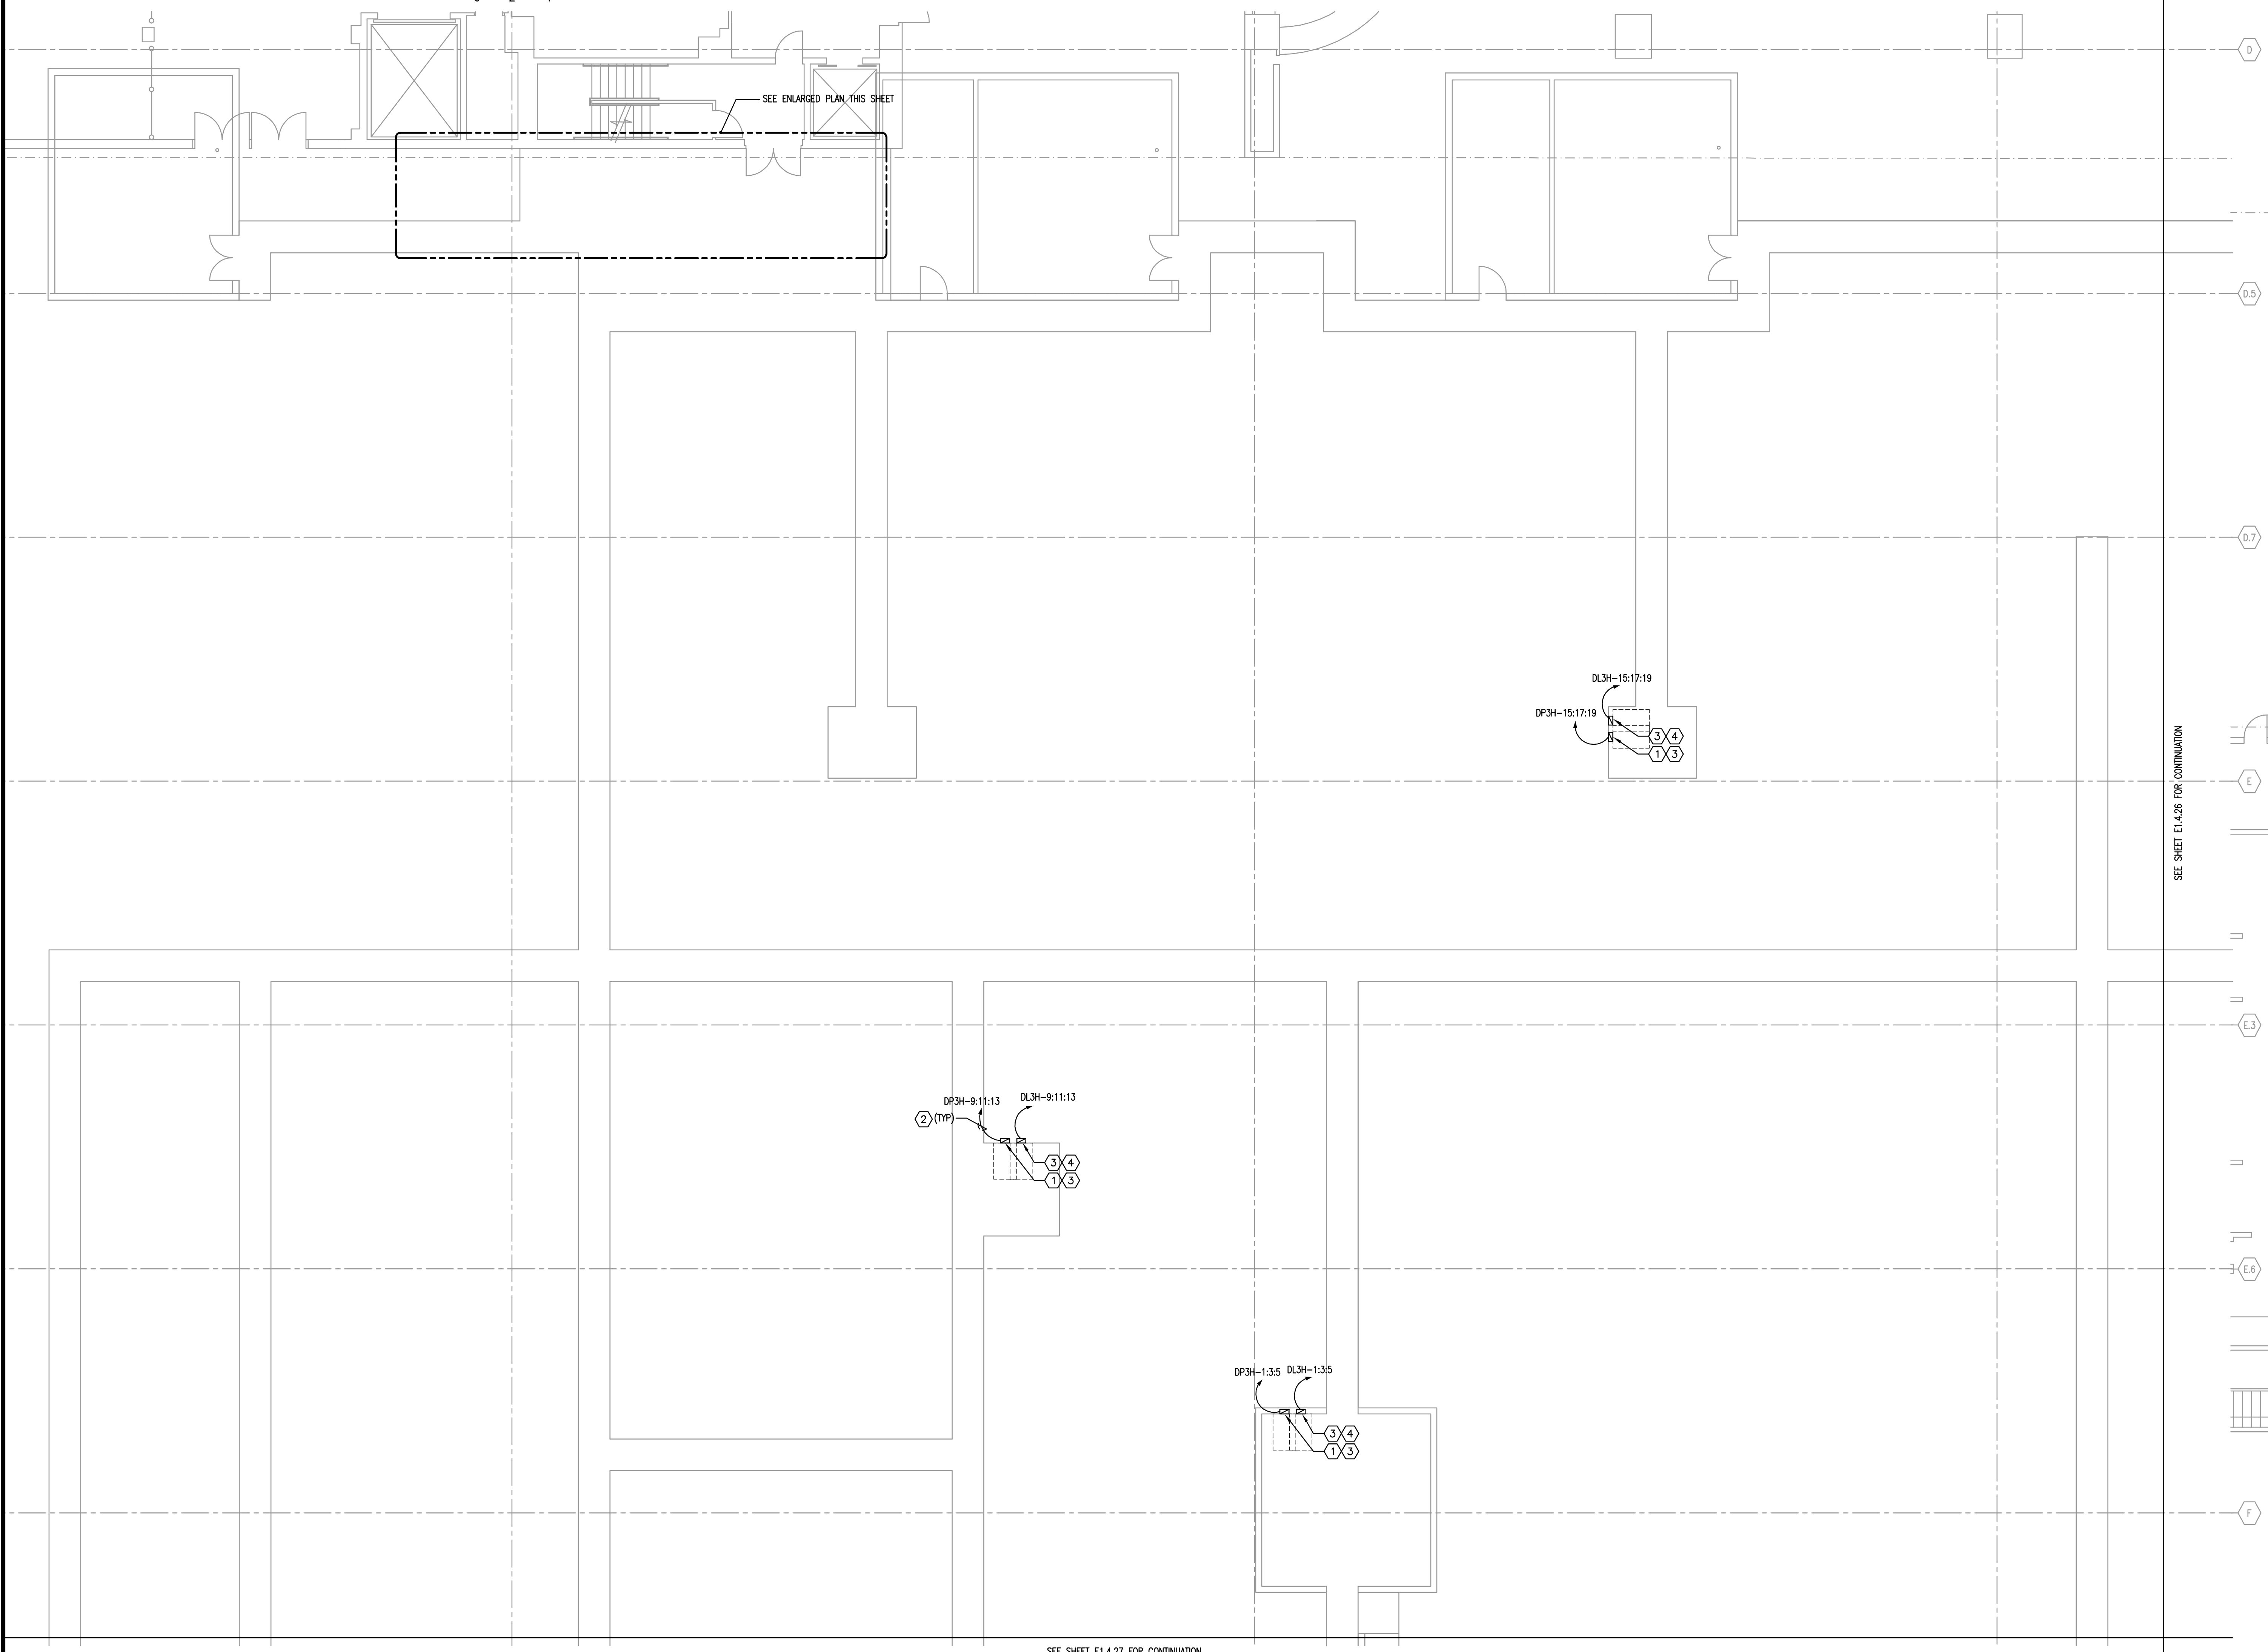 D
SEE ENLARGED PLAN THIS SHEET
D.5
D.7
DL3H-15:17:19
DP3H-15:17:19
3 4
1 3
SEE SHEET E1.4.26 FOR CONTINUATION
E
E.3
DP3H-9:11:13
DL3H-9:11:13
2 (TYP)
3 4
1 3
E.6
DP3H-1:3:5
DL3H-1:3:5
3 4
1 3
F
SEE SHEET E1.4.27 FOR CONTINUATION